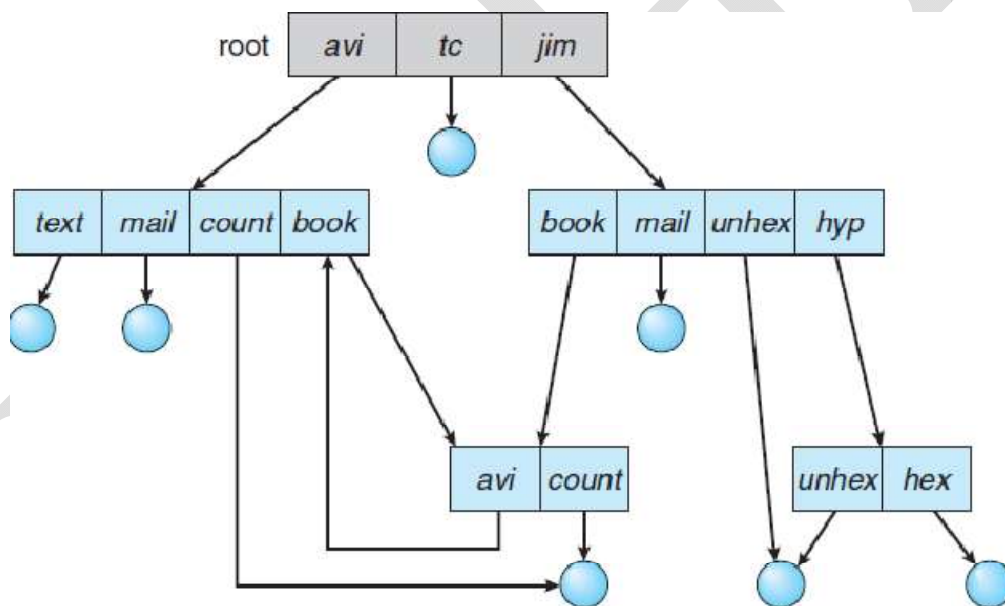 root avi tc jim
text mail count book book mail unhex hyp
avi count unhex hex